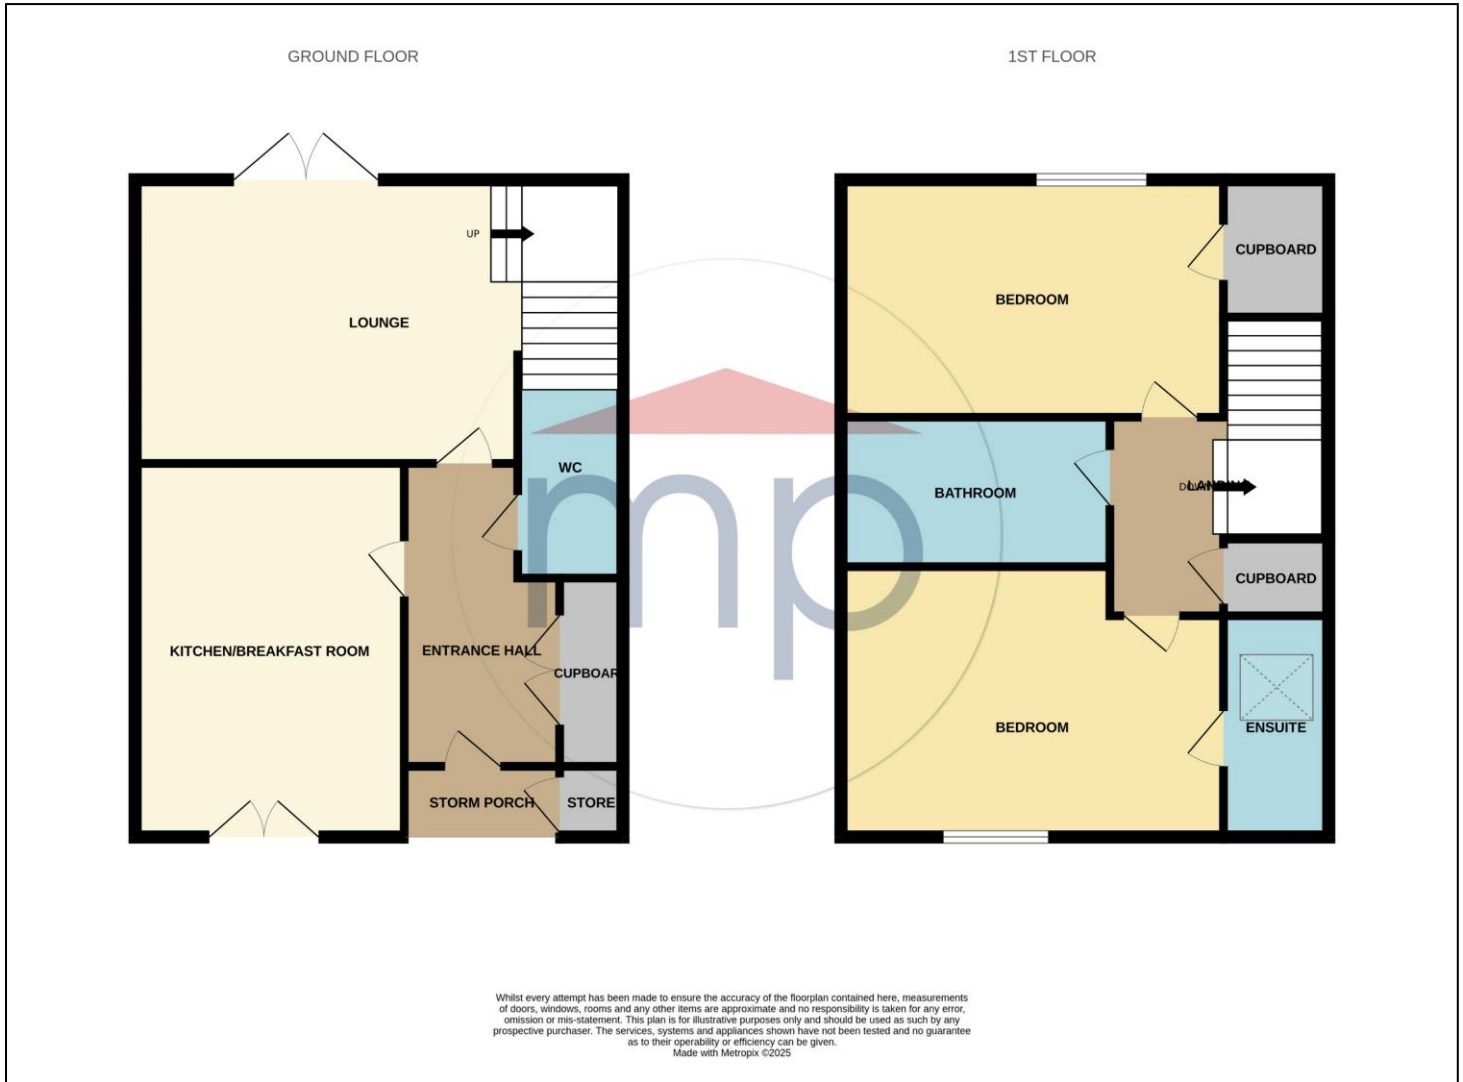 GROUND FLOOR
1ST FLOOR
UP
LOUNGE
WC
KITCHEN/BREAKFAST ROOM
ENTRANCE HALL
CUPBOAR
STORM PORCH
STORE
BEDROOM
CUPBOARD
BATHROOM
DOWN
LANDING
CUPBOARD
BEDROOM
ENSUITE
mp
Whilst every attempt has been made to ensure the accuracy of the floorplan contained here, measurements
of doors, windows, rooms and any other items are approximate and no responsibility is taken for any error,
omission or mis-statement. This plan is for illustrative purposes only and should be used as such by any
prospective purchaser. The services, systems and appliances shown have not been tested and no guarantee
as to their operability or efficiency can be given.
Made with Metropix ©2025